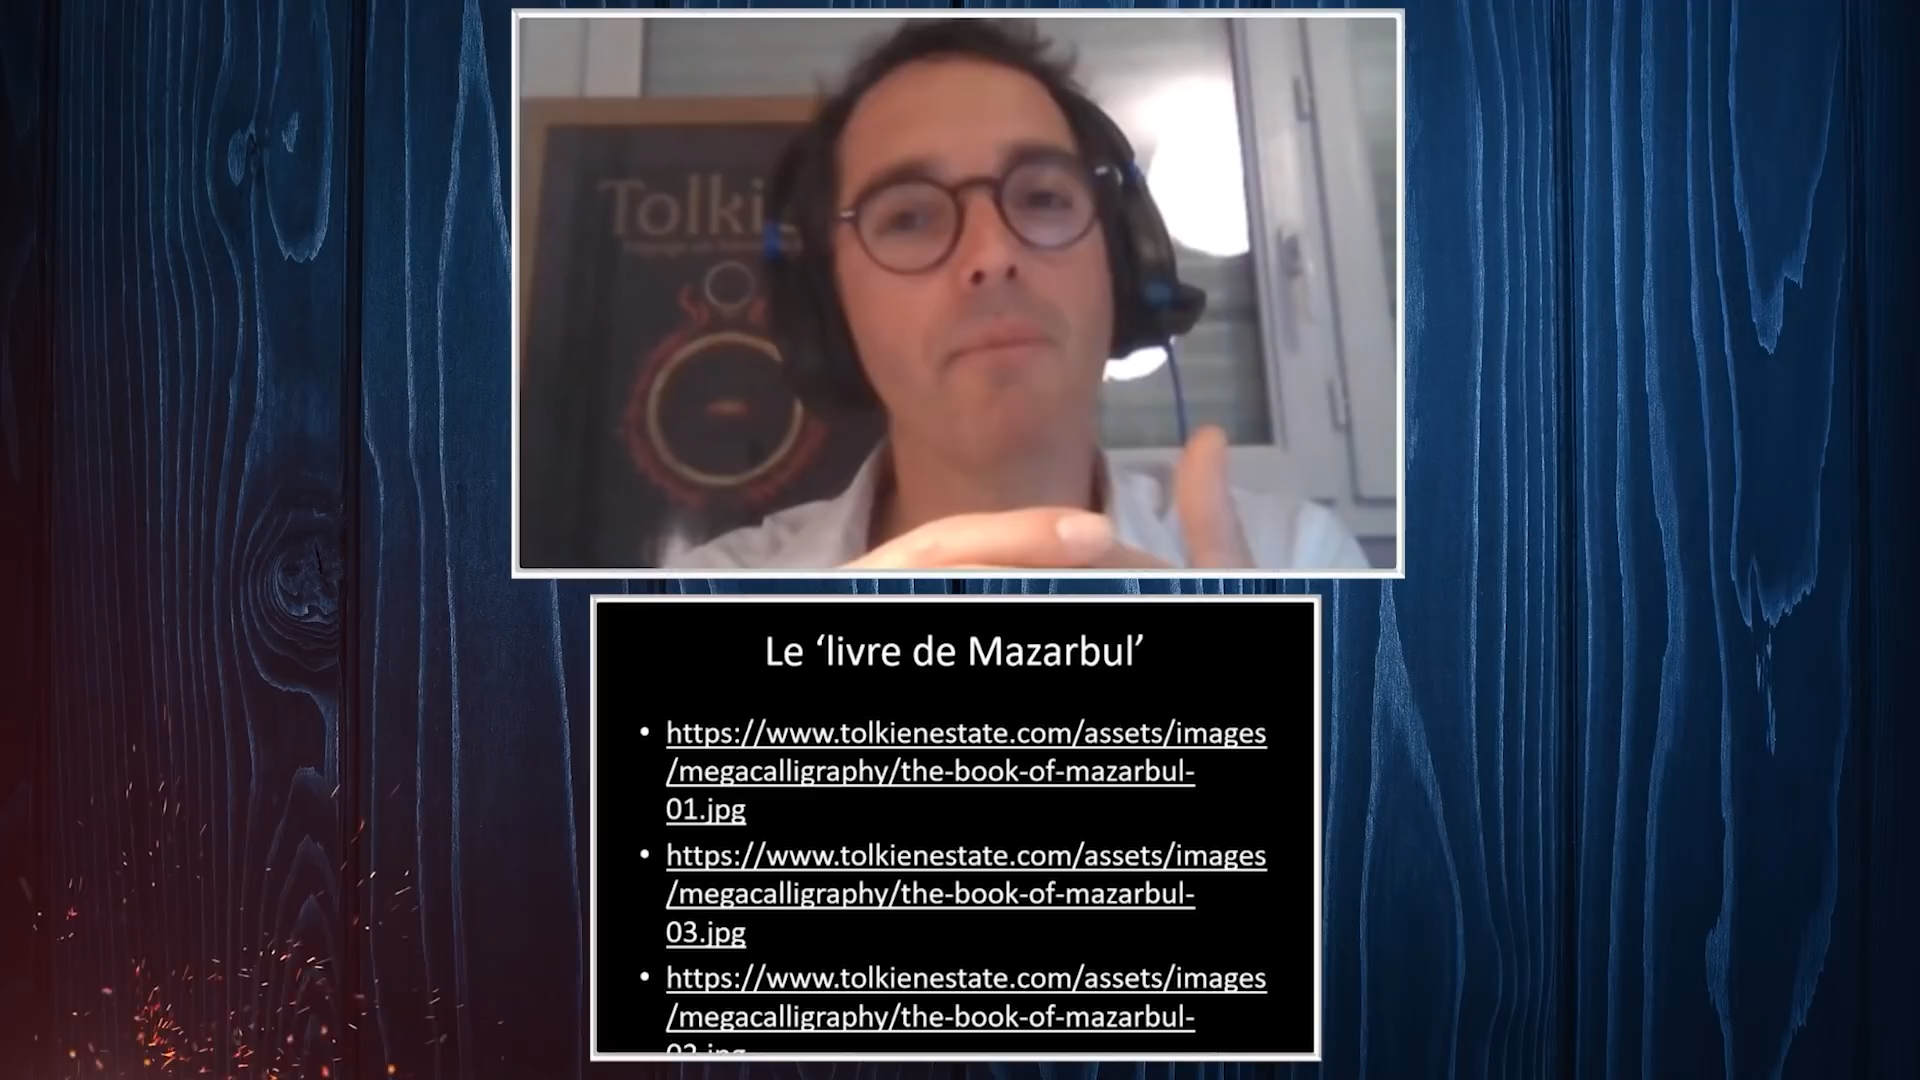 Tolki
Le ‘livre de Mazarbul’
• https://www.tolkienestate.com/assets/images
/megacalligraphy/the-book-of-mazarbul-
01.jpg
• https://www.tolkienestate.com/assets/images
/megacalligraphy/the-book-of-mazarbul-
03.jpg
• https://www.tolkienestate.com/assets/images
/megacalligraphy/the-book-of-mazarbul-
02.jpg